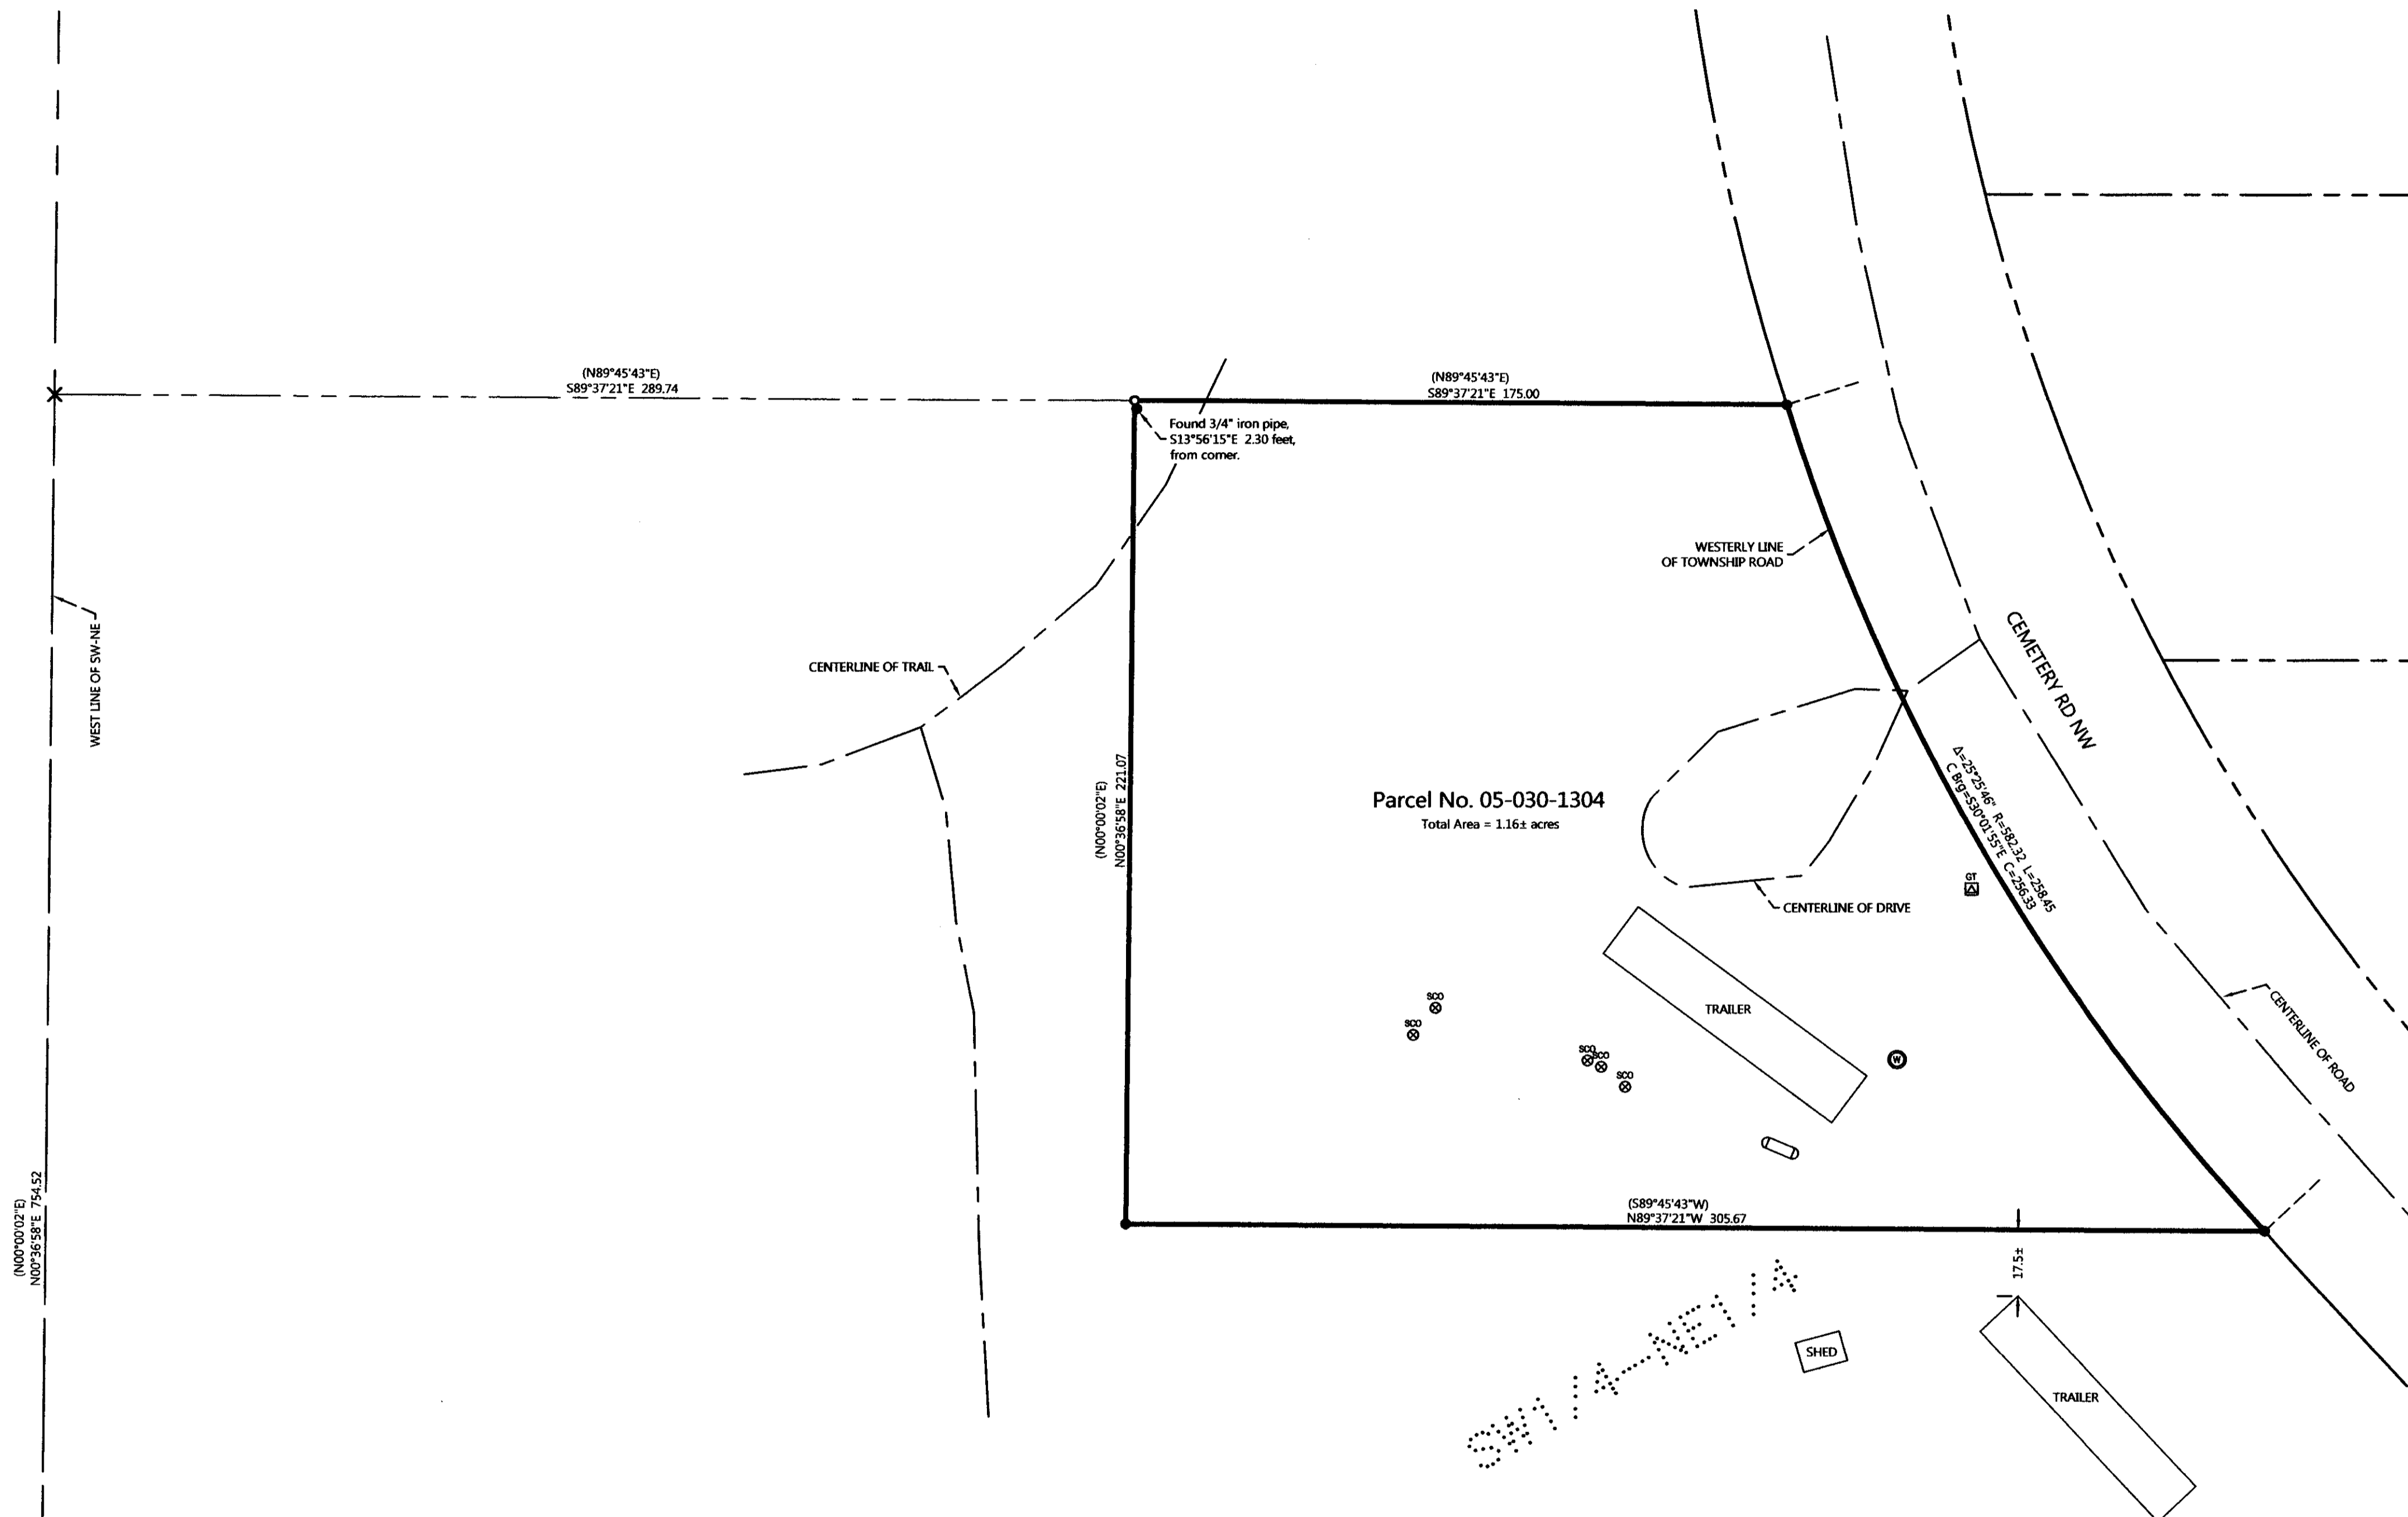 (N89°45'43"E)
S89°37'21"E 289.74
(N89°45'43"E)
S89°37'21"E 175.00
Found 3/4" iron pipe,
S13°56'15"E 2.30 feet,
from corner.
WESTERLY LINE
OF TOWNSHIP ROAD
CEMETERY RD NW
WEST LINE OF SW-NE
CENTERLINE OF TRAIL
(N00°00'02"E)
N00°36'58"E 221.07
Parcel No. 05-030-1304
Total Area = 1.16± acres
Δ=25°25'46" R=582.32 L=258.45
C Brg=S30°01'55"E C=256.33
GT
CENTERLINE OF DRIVE
TRAILER
SCO
SCO
SCO
SCO
SCO
W
CENTERLINE OF ROAD
(N00°00'02"E)
N00°36'58"E 754.52
(S89°45'43"W)
N89°37'21"W 305.67
17.5±
SW1/4-NE1/4
SHED
TRAILER